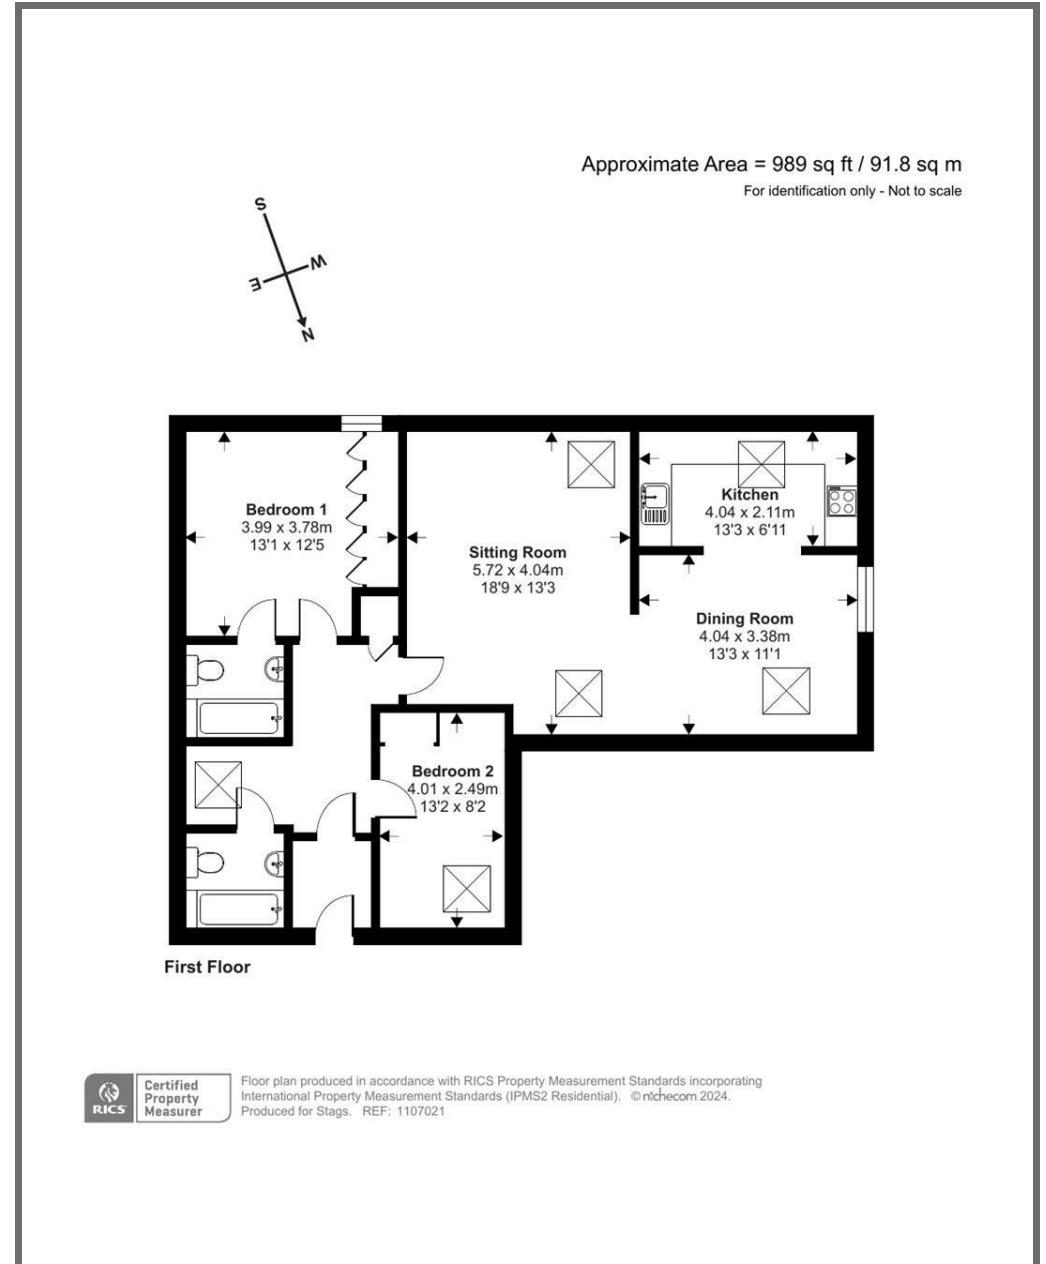 Approximate Area = 989 sq ft / 91.8 sq m
For identification only - Not to scale
S
W
E
N
Bedroom 1
3.99 x 3.78m
13'1 x 12'5
Sitting Room
5.72 x 4.04m
18'9 x 13'3
Kitchen
4.04 x 2.11m
13'3 x 6'11
Dining Room
4.04 x 3.38m
13'3 x 11'1
Bedroom 2
4.01 x 2.49m
13'2 x 8'2
First Floor
RICS
Certified
Property
Measurer
Floor plan produced in accordance with RICS Property Measurement Standards incorporating
International Property Measurement Standards (IPMS2 Residential). © nichecom 2024.
Produced for Stags. REF: 1107021